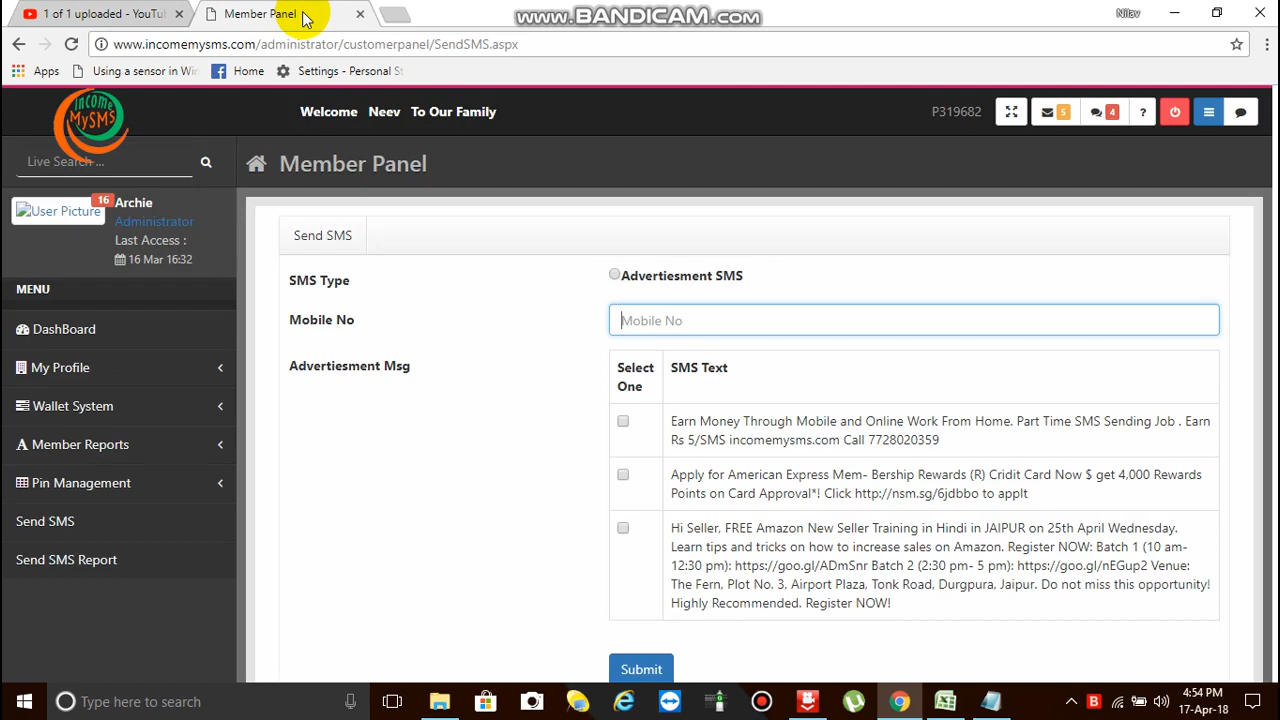 1 of 1 uploaded - YouTu
Member Panel
www.BANDICAM.com
Nilav
www.incomemysms.com/administrator/customerpanel/SendSMS.aspx
Apps
Using a sensor in Win
Home
Settings - Personal St
Income
MySMS
Welcome Neev To Our Family
P319682
5
4
?
Live Search ...
Member Panel
User Picture
16
Archie
Administrator
Last Access :
16 Mar 16:32
MENU
DashBoard
My Profile
Wallet System
Member Reports
Pin Management
Send SMS
Send SMS Report
Send SMS
SMS Type
Advertiesment SMS
Mobile No
Mobile No
Advertiesment Msg
Select One
SMS Text
Earn Money Through Mobile and Online Work From Home. Part Time SMS Sending Job . Earn
Rs 5/SMS incomemysms.com Call 7728020359
Apply for American Express Mem- Bership Rewards (R) Cridit Card Now $ get 4,000 Rewards
Points on Card Approval*! Click http://nsm.sg/6jdbbo to applt
Hi Seller, FREE Amazon New Seller Training in Hindi in JAIPUR on 25th April Wednesday.
Learn tips and tricks on how to increase sales on Amazon. Register NOW: Batch 1 (10 am-
12:30 pm): https://goo.gl/ADmSnr Batch 2 (2:30 pm- 5 pm): https://goo.gl/nEGup2 Venue:
The Fern, Plot No. 3, Airport Plaza, Tonk Road, Durgpura, Jaipur. Do not miss this opportunity!
Highly Recommended. Register NOW!
Submit
Type here to search
4:54 PM
17-Apr-18